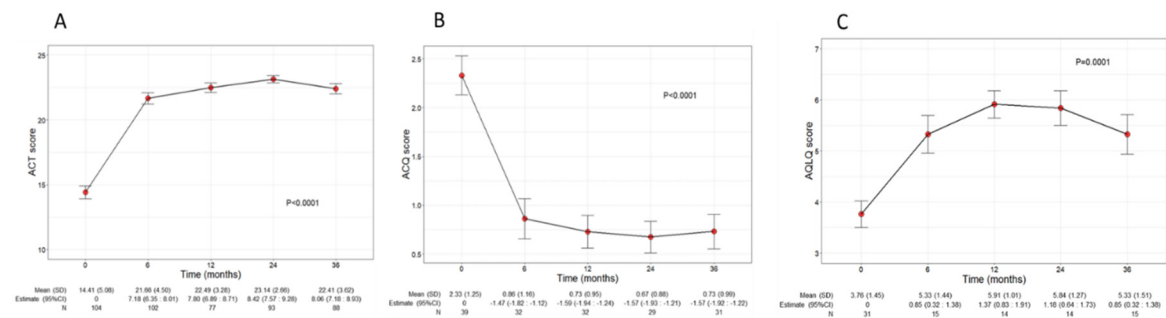 A
B
C
25
20
15
10
ACT score
P<0.0001
0 6 12 24 36
Time (months)
Mean (SD) 14.41 (5.08) 21.66 (4.50) 22.49 (3.28) 23.14 (2.86) 22.41 (3.62)
Estimate (95%CI) 0 7.18 (6.35 : 8.01) 7.80 (6.89 : 8.71) 8.42 (7.57 : 9.28) 8.06 (7.18 : 8.93)
N 104 102 77 93 88
2.5
2.0
1.5
1.0
0.5
ACQ score
P<0.0001
0 6 12 24 36
Time (months)
Mean (SD) 2.33 (1.25) 0.86 (1.16) 0.73 (0.95) 0.67 (0.88) 0.73 (0.99)
Estimate (95%CI) 0 -1.47 (-1.82 : -1.12) -1.59 (-1.94 : -1.24) -1.57 (-1.93 : -1.21) -1.57 (-1.92 : -1.22)
N 39 32 32 29 31
7
6
5
4
3
AQLQ score
P=0.0001
0 6 12 24 36
Time (months)
Mean (SD) 3.76 (1.45) 5.33 (1.44) 5.91 (1.01) 5.84 (1.27) 5.33 (1.51)
Estimate (95%CI) 0 0.85 (0.32 : 1.38) 1.37 (0.83 : 1.91) 1.18 (0.64 : 1.73) 0.85 (0.32 : 1.38)
N 31 15 14 14 15